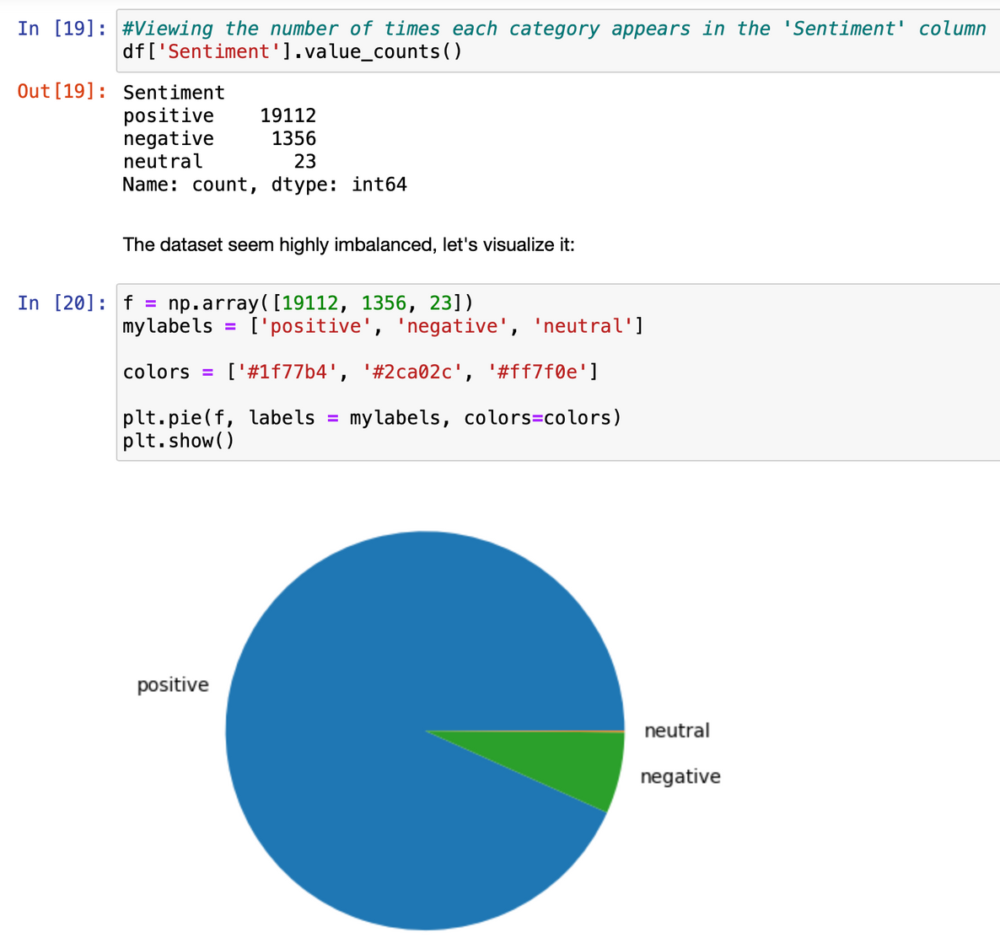 In [19]: #Viewing the number of times each category appears in the 'Sentiment' column
df['Sentiment'].value_counts()
Out[19]: Sentiment
positive    19112
negative     1356
neutral        23
Name: count, dtype: int64
The dataset seem highly imbalanced, let's visualize it:
In [20]: f = np.array([19112, 1356, 23])
mylabels = ['positive', 'negative', 'neutral']
colors = ['#1f77b4', '#2ca02c', '#ff7f0e']
plt.pie(f, labels = mylabels, colors=colors)
plt.show()
positive
neutral
negative